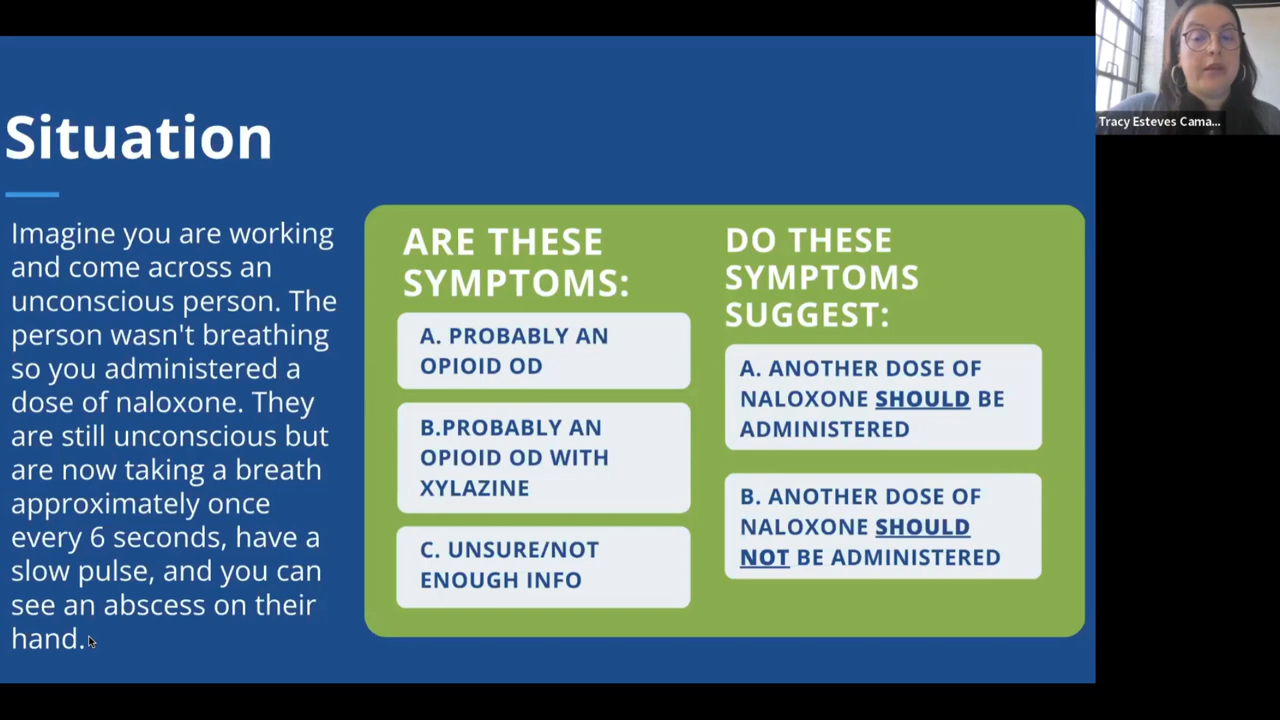 Situation
Imagine you are working
and come across an
unconscious person. The
person wasn't breathing
so you administered a
dose of naloxone. They
are still unconscious but
are now taking a breath
approximately once
every 6 seconds, have a
slow pulse, and you can
see an abscess on their
hand.
ARE THESE
SYMPTOMS:
A. PROBABLY AN
OPIOID OD
B.PROBABLY AN
OPIOID OD WITH
XYLAZINE
C. UNSURE/NOT
ENOUGH INFO
DO THESE
SYMPTOMS
SUGGEST:
A. ANOTHER DOSE OF
NALOXONE SHOULD BE
ADMINISTERED
B. ANOTHER DOSE OF
NALOXONE SHOULD
NOT BE ADMINISTERED
Tracy Esteves Cama...